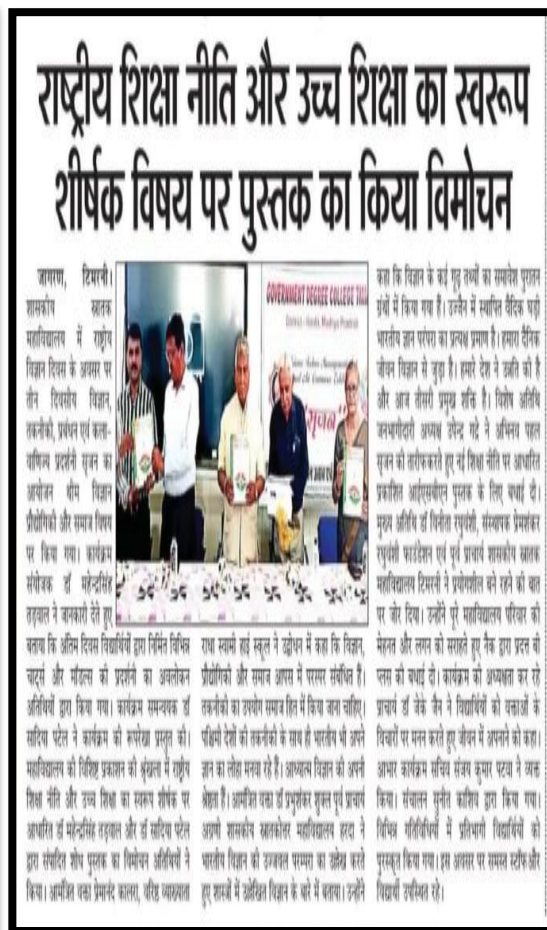 राष्ट्रीय शिक्षा नीति और उच्च शिक्षा का स्वरूप
शीर्षक विषय पर पुस्तक का किया विमोचन
जागरण, टिमरनी।
शासकीय स्नातक
महाविद्यालय में राष्ट्रीय
विज्ञान दिवस के अवसर पर
तीन दिवसीय विज्ञान,
तकनीकी, प्रबंधन एवं कला-
वाणिज्य प्रदर्शनी सृजन का
आयोजन थीम विज्ञान
प्रौद्योगिकी और समाज विषय
पर किया गया। कार्यक्रम
संयोजक डॉ महेन्द्रसिंह
तड़वाल ने जानकारी देते हुए
बताया कि अंतिम दिवस विद्यार्थियों द्वारा निर्मित विभिन्न
चार्ट्स और मॉडल्स की प्रदर्शनी का अवलोकन
अतिथियों द्वारा किया गया। कार्यक्रम समन्वयक डॉ
सादिया पटेल ने कार्यक्रम की रूपरेखा प्रस्तुत की।
महाविद्यालय की विशिष्ट प्रकाशन की श्रृंखला में राष्ट्रीय
शिक्षा नीति और उच्च शिक्षा का स्वरूप शीर्षक पर
आधारित डॉ महेन्द्रसिंह तड़वाल और डॉ सादिया पटेल
द्वारा संपादित शोध पुस्तक का विमोचन अतिथियों ने
किया। आमंत्रित वक्ता प्रेमानंद कालरा, वरिष्ठ व्याख्याता
GOVERNMENT DEGREE COLLEGE
District - Harda, Madhya Pradesh
सृजन
राधा स्वामी हाई स्कूल ने उद्बोधन में कहा कि विज्ञान,
प्रौद्योगिकी और समाज आपस में परस्पर संबंधित हैं।
तकनीकी का उपयोग समाज हित में किया जाना चाहिए।
पश्चिमी देशों की तकनीकी के साथ ही भारतीय भी अपने
ज्ञान का लोहा मनवा रहे हैं। आध्यात्म विज्ञान की अपनी
श्रेष्ठता है। आमंत्रित वक्ता डॉ प्रभुशंकर शुक्ल पूर्व प्राचार्य
अग्रणी शासकीय स्नातकोत्तर महाविद्यालय हरदा ने
भारतीय विज्ञान की उज्जवल परम्परा का उल्लेख करते
हुए शास्त्रों में उल्लेखित विज्ञान के बारे में बताया। उन्होंने
कहा कि विज्ञान के कई गूढ़ तथ्यों का समावेश पुरातन
ग्रंथों में किया गया है। उज्जैन में स्थापित वैदिक घड़ी
भारतीय ज्ञान परंपरा का प्रत्यक्ष प्रमाण है। हमारा दैनिक
जीवन विज्ञान से जुड़ा है। हमारे देश ने उन्नति की है
और आज तीसरी प्रमुख शक्ति है। विशेष अतिथि
जनभागीदारी अध्यक्ष उपेन्द्र गद्रे ने अभिनव पहल
सृजन की तारीफ करते हुए नई शिक्षा नीति पर आधारित
प्रकाशित आईएसबीएन पुस्तक के लिए बधाई दी।
मुख्य अतिथि डॉ विनीता रघुवंशी, संस्थापक प्रेमशंकर
रघुवंशी फाउंडेशन एवं पूर्व प्राचार्य शासकीय स्नातक
महाविद्यालय टिमरनी ने प्रयोगशील बने रहने की बात
पर जोर दिया। उन्होंने पूरे महाविद्यालय परिवार की
मेहनत और लगन को सराहते हुए नैक द्वारा प्रदत्त बी
प्लस की बधाई दी। कार्यक्रम की अध्यक्षता कर रहे
प्राचार्य डॉ जेके जैन ने विद्यार्थियों को वक्ताओं के
विचारों पर मनन करते हुए जीवन में अपनाने को कहा।
आभार कार्यक्रम सचिव संजय कुमार पटवा ने व्यक्त
किया। संचालन सुनीत काशिव द्वारा किया गया।
विभिन्न गतिविधियों में प्रतिभागी विद्यार्थियों को
पुरस्कृत किया गया। इस अवसर पर समस्त स्टॉफ और
विद्यार्थी उपस्थित रहे।